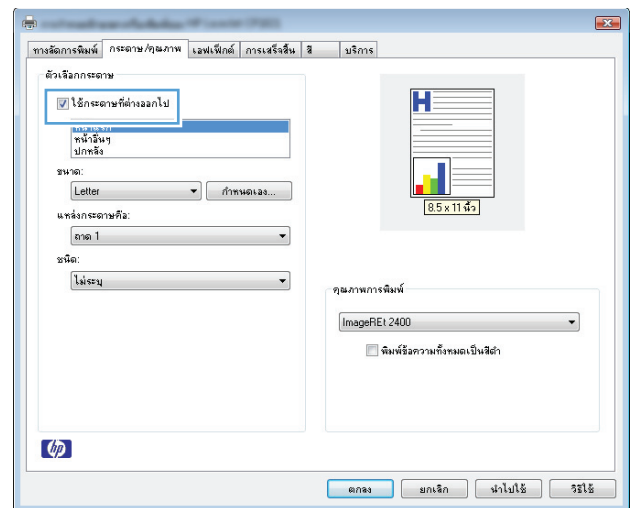 ทางลัดการพิมพ์ กระดาษ/คุณภาพ เอฟเฟ็กต์ การเสร็จสิ้น สี บริการ
ตัวเลือกกระดาษ
ใช้กระดาษที่ต่างออกไป
หน้าแรก
หน้าอื่นๆ
ปกหลัง
ขนาด:
Letter กำหนดเอง...
แหล่งกระดาษคือ:
ถาด 1
ชนิด:
ไม่ระบุ
H
8.5 x 11 นิ้ว
คุณภาพการพิมพ์
ImageREt 2400
พิมพ์ข้อความทั้งหมดเป็นสีดำ
hp
ตกลง ยกเลิก นำไปใช้ วิธีใช้